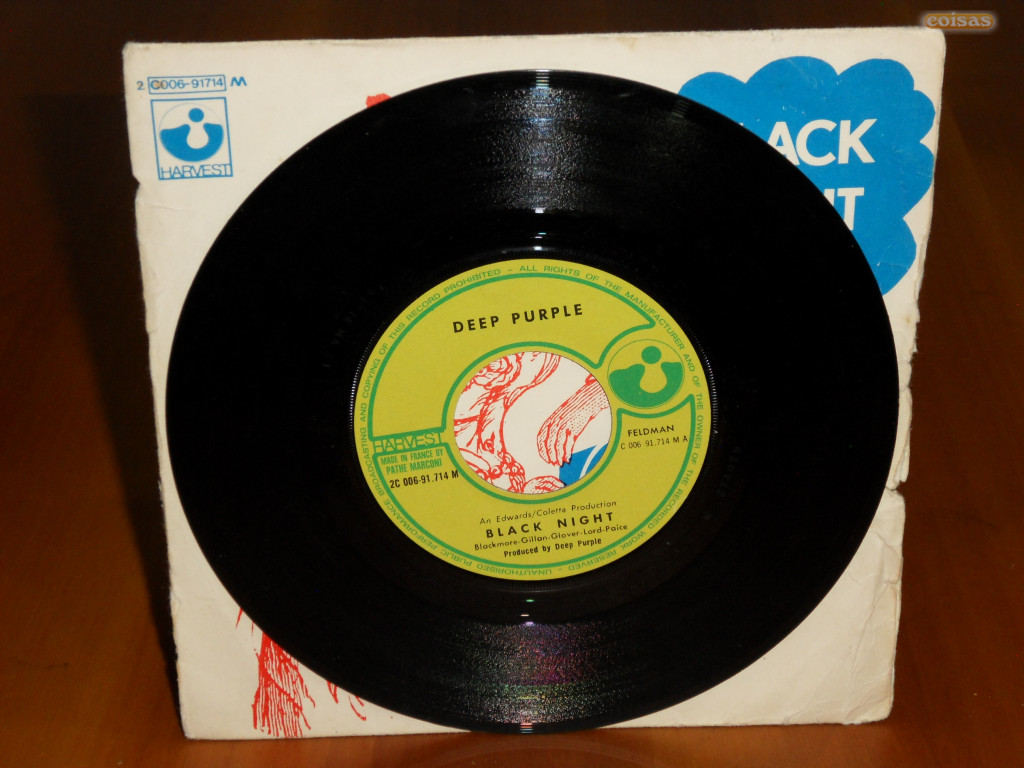 coisas
2 C006-91714 M
HARVEST
ACK
HT
UNAUTHORISED PUBLIC PERFORMANCE BROADCASTING AND COPYING OF THIS RECORD PROHIBITED – ALL RIGHTS OF THE MANUFACTURER AND OF THE OWNER OF THE RECORDED WORK RESERVED –
DEEP PURPLE
HARVEST
MADE IN FRANCE BY
PATHE MARCONI
2C 006-91.714 M
FELDMAN
C 006 91.714 M A
An Edwards/Coletta Production
BLACK NIGHT
Blackmore-Gillan-Glover-Lord-Paice
Produced by Deep Purple